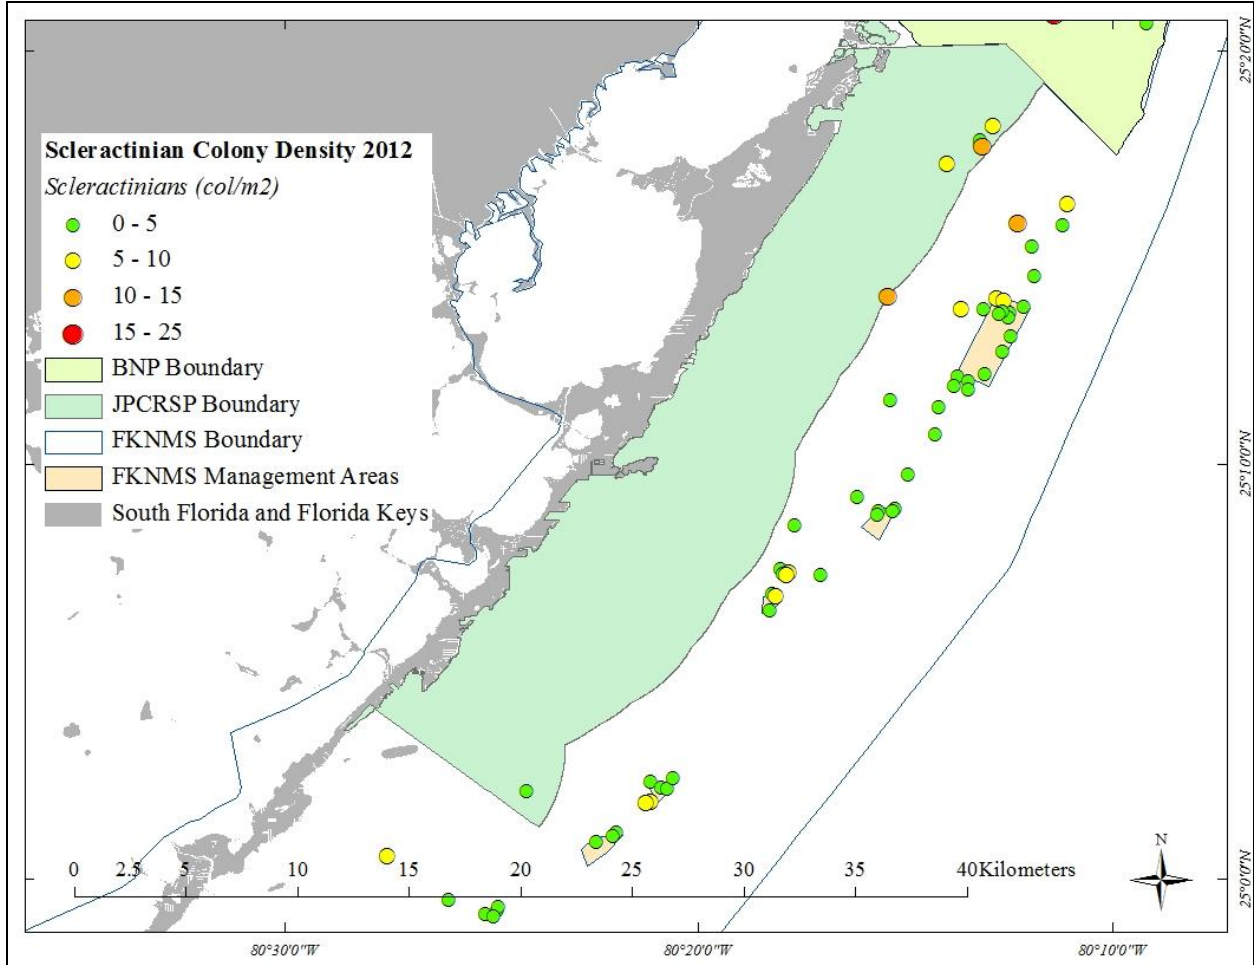 Scleractinian Colony Density 2012
Scleractinians (col/m2)
0 - 5
5 - 10
10 - 15
15 - 25
BNP Boundary
JPCRSP Boundary
FKNMS Boundary
FKNMS Management Areas
South Florida and Florida Keys
25°20'0"N
25°10'0"N
25°0'0"N
N
0 2.5 5 10 15 20 25 30 35 40 Kilometers
80°30'0"W 80°20'0"W 80°10'0"W